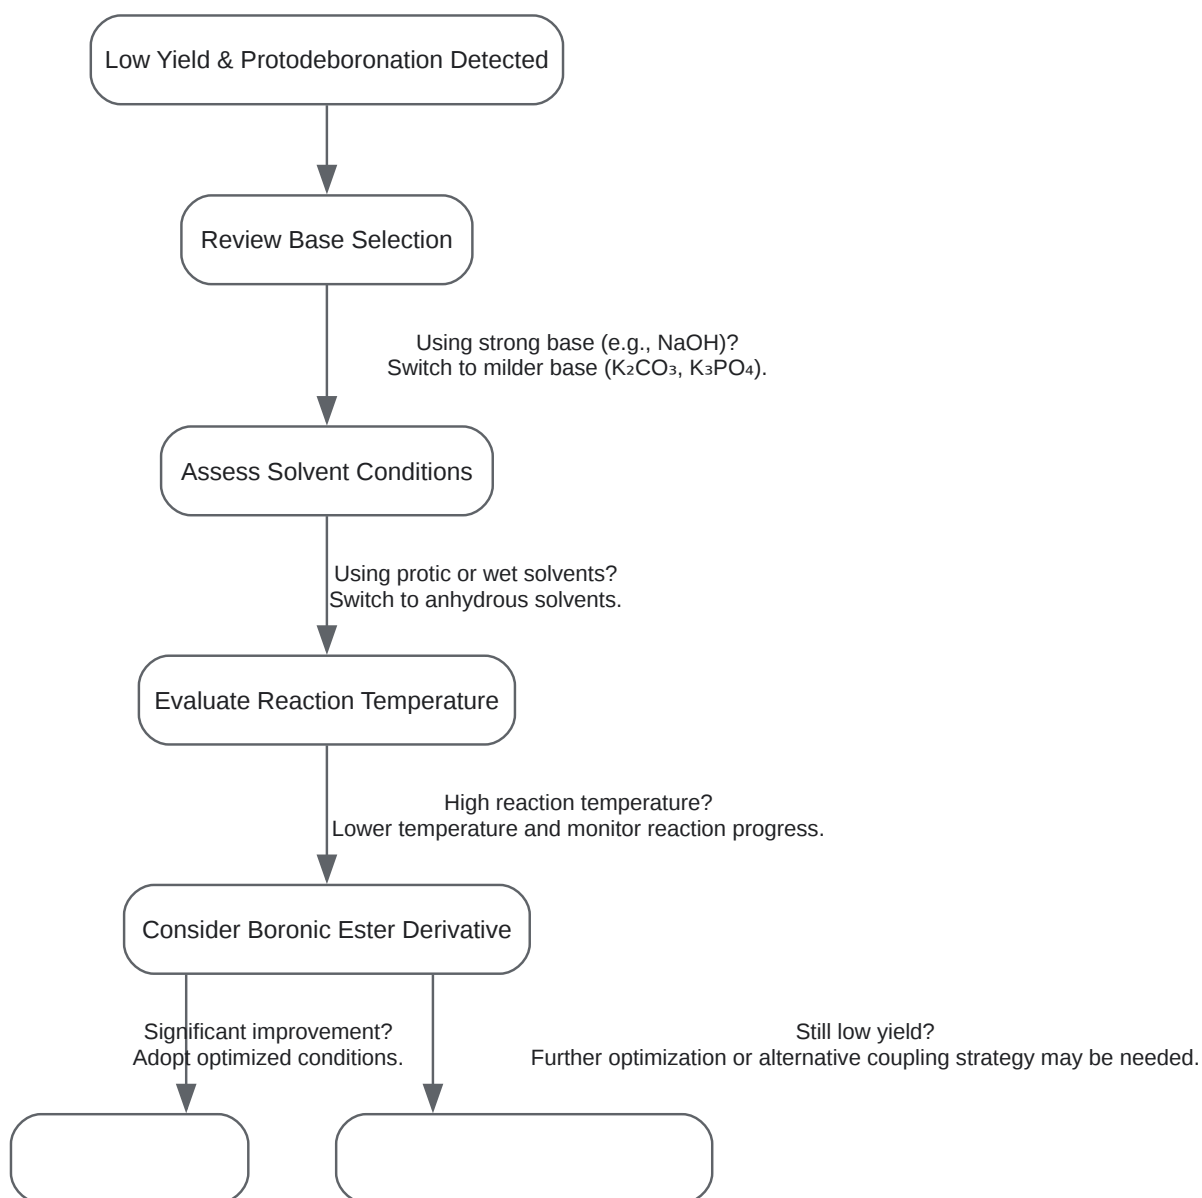 Low Yield & Protodeboronation Detected
Review Base Selection
Using strong base (e.g., NaOH)?
Switch to milder base (K₂CO₃, K₃PO₄).
Assess Solvent Conditions
Using protic or wet solvents?
Switch to anhydrous solvents.
Evaluate Reaction Temperature
High reaction temperature?
Lower temperature and monitor reaction progress.
Consider Boronic Ester Derivative
Significant improvement?
Adopt optimized conditions.
Still low yield?
Further optimization or alternative coupling strategy may be needed.